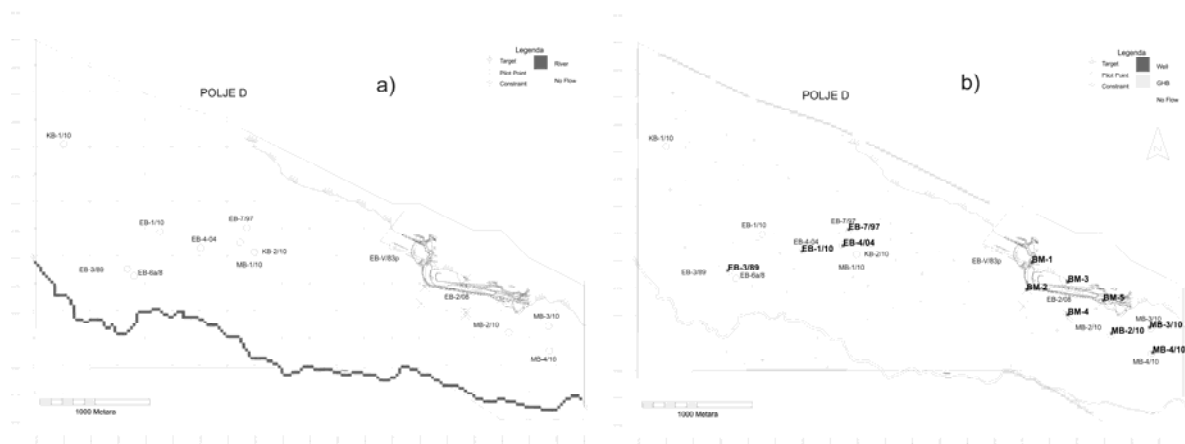 Legenda
Target
River
Pilot Point
Constraint
No Flow
a)
POLJE D
KB-1/10
EB-1/10
EB-7/97
EB-4-04
KB-2/10
MB-1/10
EB-V/83p
EB-3/89
EB-6a/8
EB-2/08
MB-2/10
MB-3/10
MB-4/10
1000 Metara
Legenda
Target
Well
Pilot Point
GHB
Constraint
No Flow
b)
POLJE D
N
KB-1/10
EB-1/10
EB-7/97
EB-7/97
EB-4-04
EB-4/04
EB-1/10
KB-2/10
MB-1/10
EB-V/83p
BM-1
EB-3/89
EB-3/89
EB-6a/8
BM-3
BM-2
EB-2/08
BM-5
BM-4
MB-3/10
MB-2/10
MB-2/10
MB-3/10
MB-4/10
MB-4/10
1000 Metara